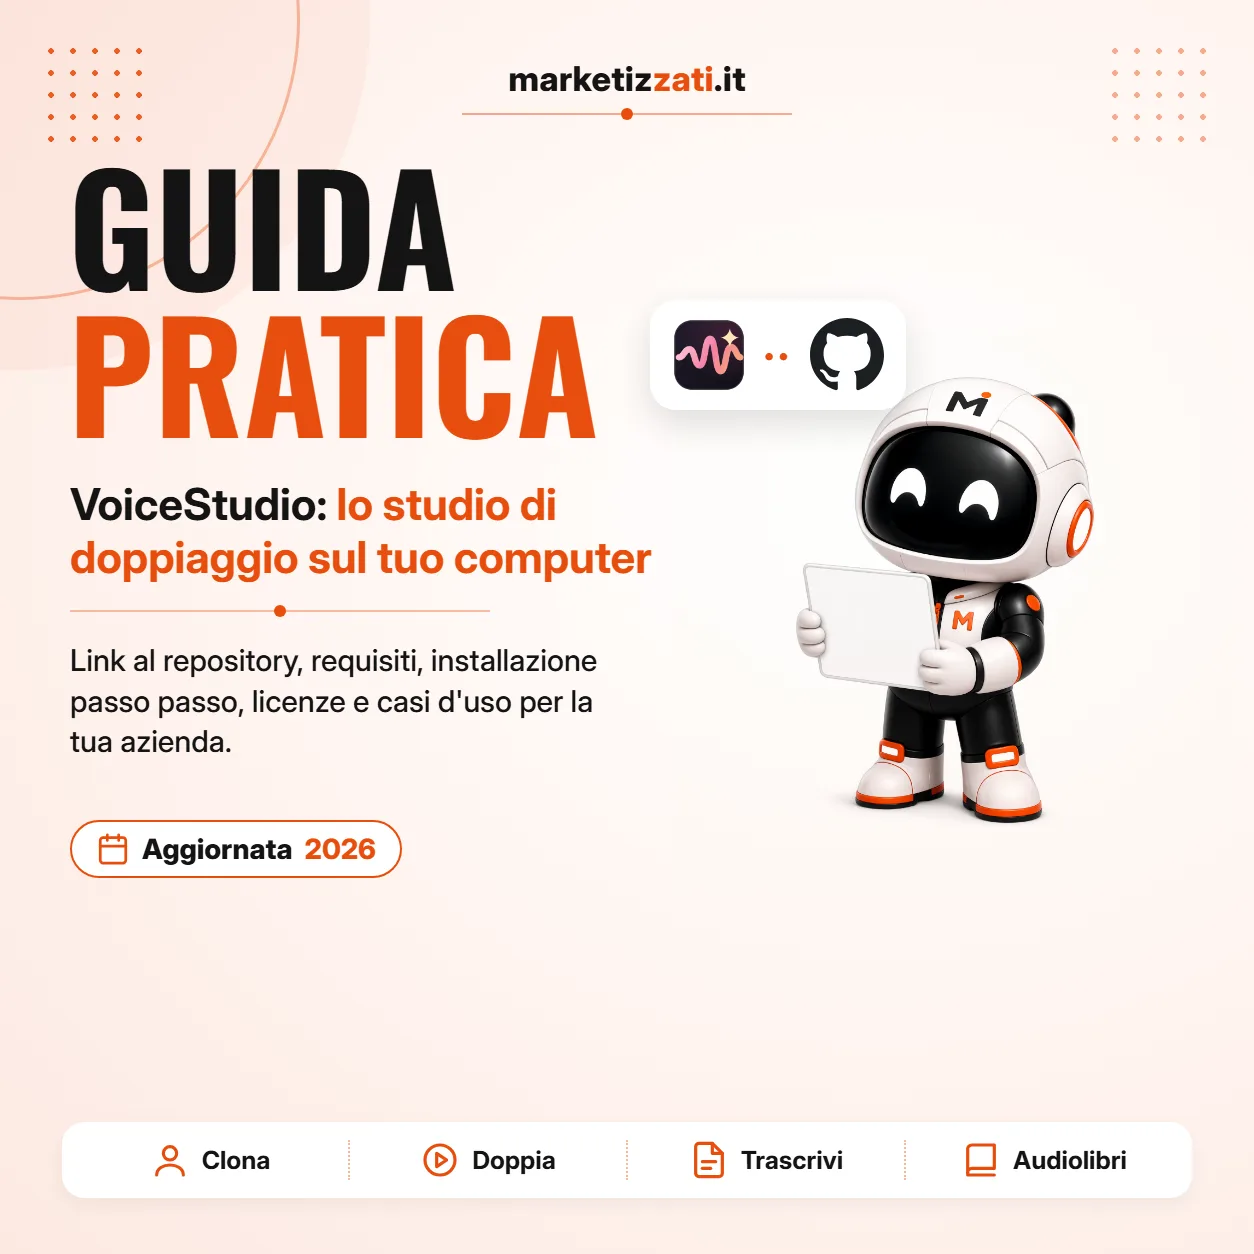 marketizzati.it
GUIDA
PRATICA
VoiceStudio: lo studio di
doppiaggio sul tuo computer
Link al repository, requisiti, installazione
passo passo, licenze e casi d'uso per la
tua azienda.
Aggiornata 2026
M
M
Clona
Doppia
Trascrivi
Audiolibri